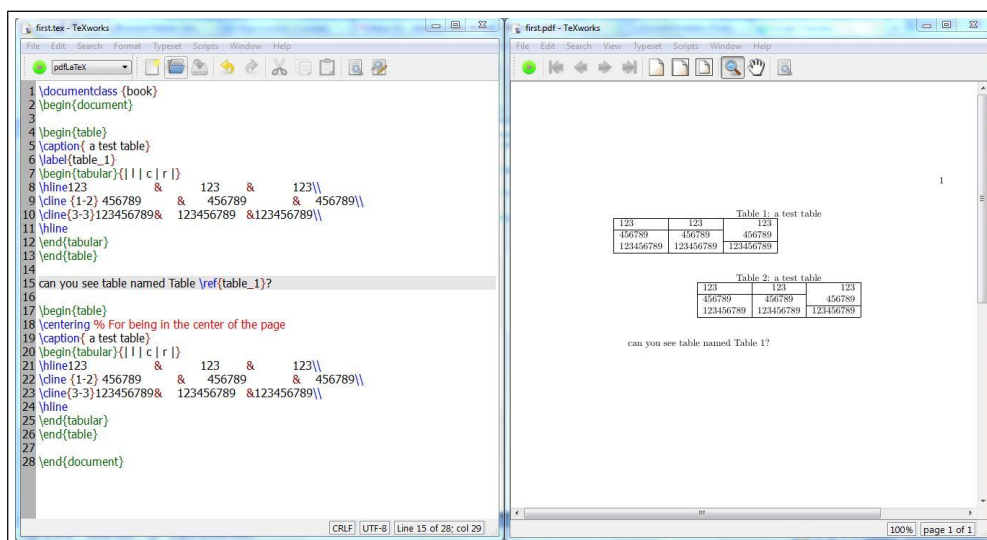 first.tex - TeXworks
File Edit Search Format Typeset Scripts Window Help
pdfLaTeX
1 \documentclass {book}
2 \begin{document}
3
4 \begin{table}
5 \caption{ a test table}
6 \label{table_1}
7 \begin{tabular}{| l | c | r |}
8 \hline123 & 123 & 123\\
9 \cline {1-2} 456789 & 456789 & 456789\\
10 \cline{3-3}123456789& 123456789 &123456789\\
11 \hline
12 \end{tabular}
13 \end{table}
14
15 can you see table named Table \ref{table_1}?
16
17 \begin{table}
18 \centering % For being in the center of the page
19 \caption{ a test table}
20 \begin{tabular}{| l | c | r |}
21 \hline123 & 123 & 123\\
22 \cline {1-2} 456789 & 456789 & 456789\\
23 \cline{3-3}123456789& 123456789 &123456789\\
24 \hline
25 \end{tabular}
26 \end{table}
27
28 \end{document}
CRLF UTF-8 Line 15 of 28; col 29
first.pdf - TeXworks
File Edit Search View Typeset Scripts Window Help
1
Table 1: a test table
123 123 123
456789 456789 456789
123456789 123456789 123456789
Table 2: a test table
123 123 123
456789 456789 456789
123456789 123456789 123456789
can you see table named Table 1?
100% page 1 of 1